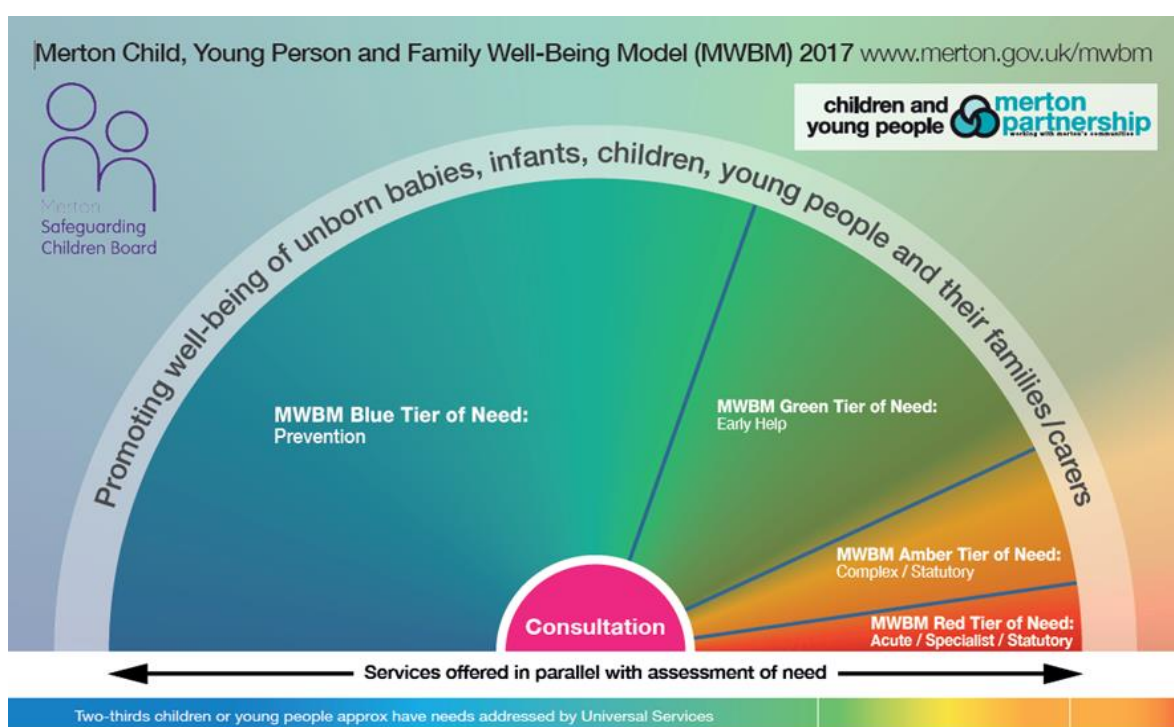 Merton Child, Young Person and Family Well-Being Model (MWBM) 2017 www.merton.gov.uk/mwbm
Merton
Safeguarding
Children Board
children and
young people
merton
partnership
working with merton's communities
Promoting well-being of unborn babies, infants, children, young people and their families/carers
MWBM Blue Tier of Need:
Prevention
MWBM Green Tier of Need:
Early Help
MWBM Amber Tier of Need:
Complex / Statutory
MWBM Red Tier of Need:
Acute / Specialist / Statutory
Consultation
Services offered in parallel with assessment of need
Two-thirds children or young people approx have needs addressed by Universal Services